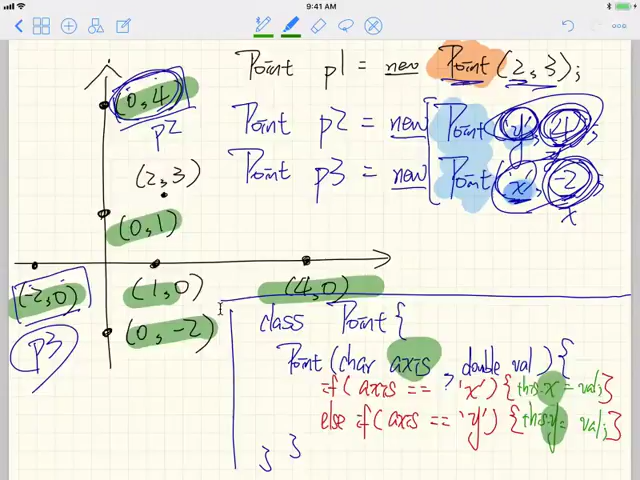 9:41 AM
Point p1 = new Point(2,3);
(0,4)
p2
Point p2 = new Point('y', 4);
y
(2,3)
Point p3 = new Point('x', -2);
x
(0,1)
(-2,0) (1,0) (4,0)
(0,-2)
p3
class Point{
Point(char axis, double val){
if(axis == 'x'){this.x = val;}
else if(axis == 'y'){this.y = val;}
}
}